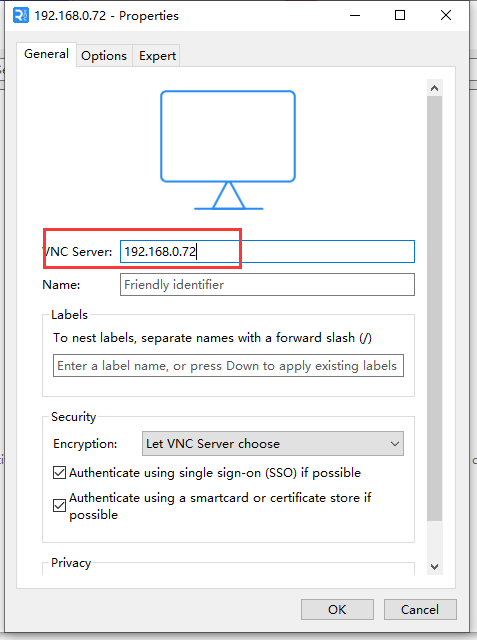 192.168.0.72 - Properties
General Options Expert
VNC Server: 192.168.0.72
Name: Friendly identifier
Labels
To nest labels, separate names with a forward slash (/)
Enter a label name, or press Down to apply existing labels
Security
Encryption: Let VNC Server choose
Authenticate using single sign-on (SSO) if possible
Authenticate using a smartcard or certificate store if
possible
Privacy
OK Cancel